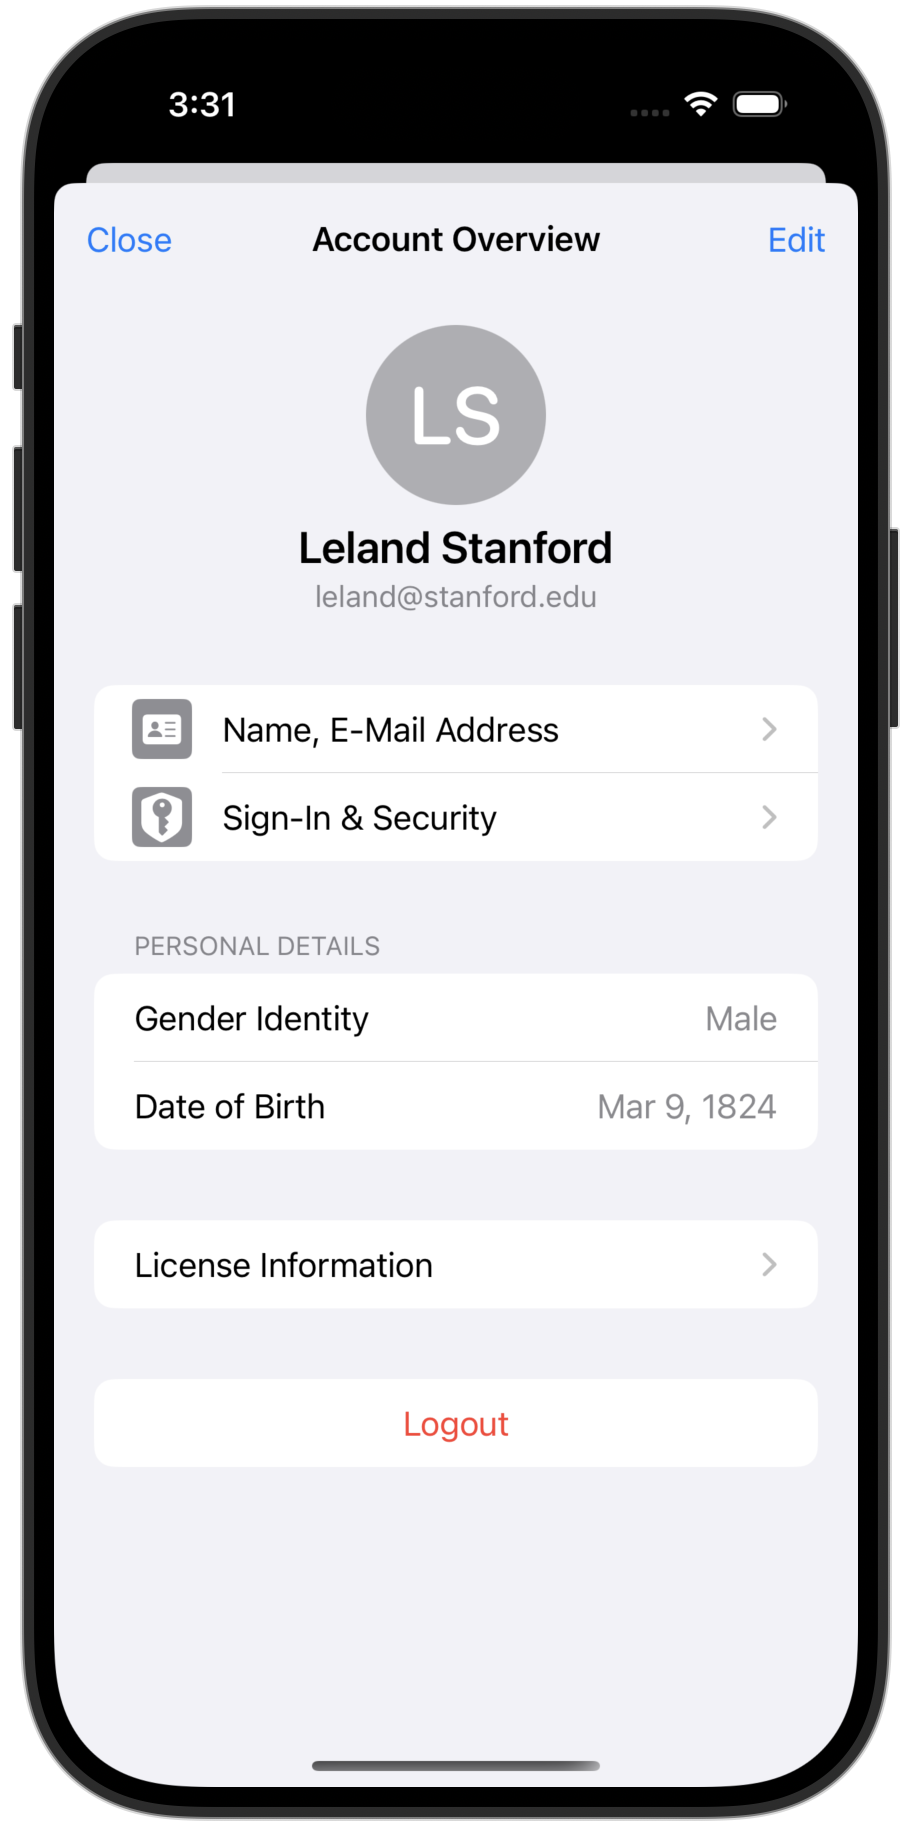 3:31
Close Account Overview Edit
LS
Leland Stanford
leland@stanford.edu
Name, E-Mail Address
Sign-In & Security
PERSONAL DETAILS
Gender Identity Male
Date of Birth Mar 9, 1824
License Information
Logout